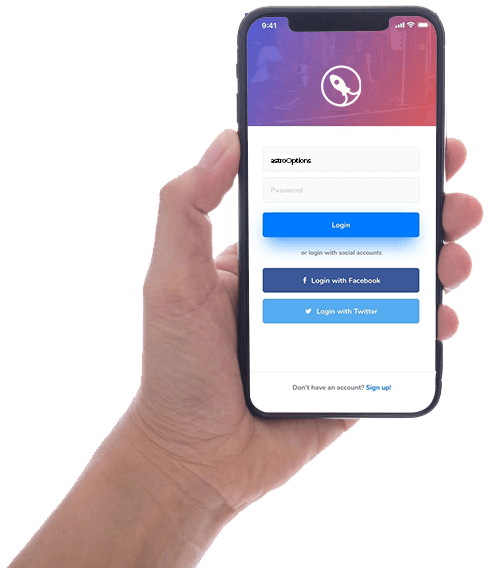 9:41
astroOptions
Password
Login
or login with social accounts
Login with Facebook
Login with Twitter
Don't have an account? Sign up!